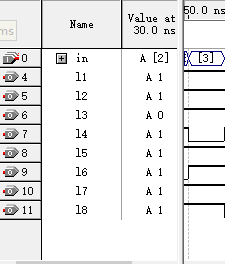 ms
Name
Value at
30.0 ns
50.0 n
0 in A [2] [3]
4 l1 A 1
5 l2 A 1
6 l3 A 0
7 l4 A 1
8 l5 A 1
9 l6 A 1
10 l7 A 1
11 l8 A 1